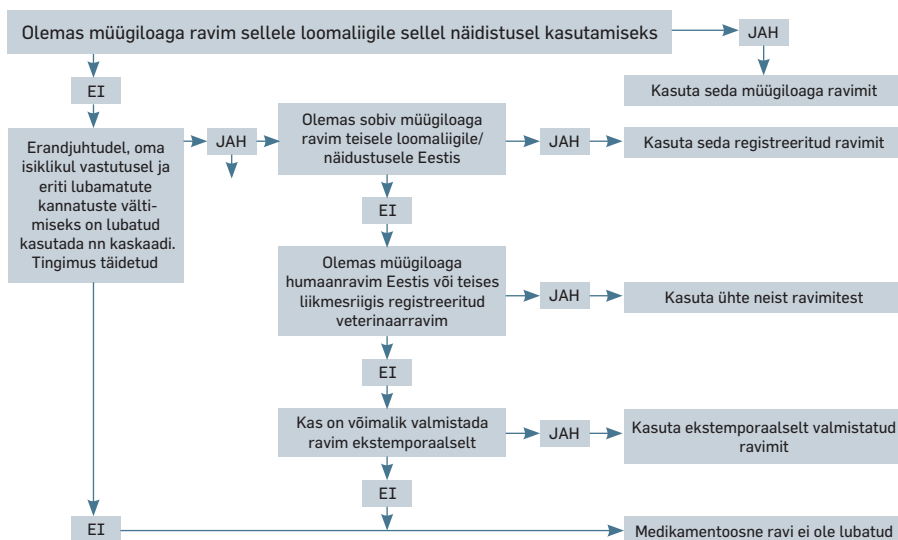 Olemas müügiloaga ravim sellele loomaliigile sellel näidistusel kasutamiseks
JAH
EI
Kasuta seda müügiloaga ravimit
Erandjuhtudel, oma
isiklikul vastutusel ja
eriti lubamatute
kannatuste välti-
miseks on lubatud
kasutada nn kaskaadi.
Tingimus täidetud
JAH
Olemas sobiv müügiloaga
ravim teisele loomaliigile/
näidustusele Eestis
JAH
Kasuta seda registreeritud ravimit
EI
Olemas müügiloaga
humaanravim Eestis või teises
liikmesriigis registreeritud
veterinaarravim
JAH
Kasuta ühte neist ravimitest
EI
Kas on võimalik valmistada
ravim ekstemporaalselt
JAH
Kasuta ekstemporaalselt valmistatud
ravimit
EI
EI
Medikamentoosne ravi ei ole lubatud